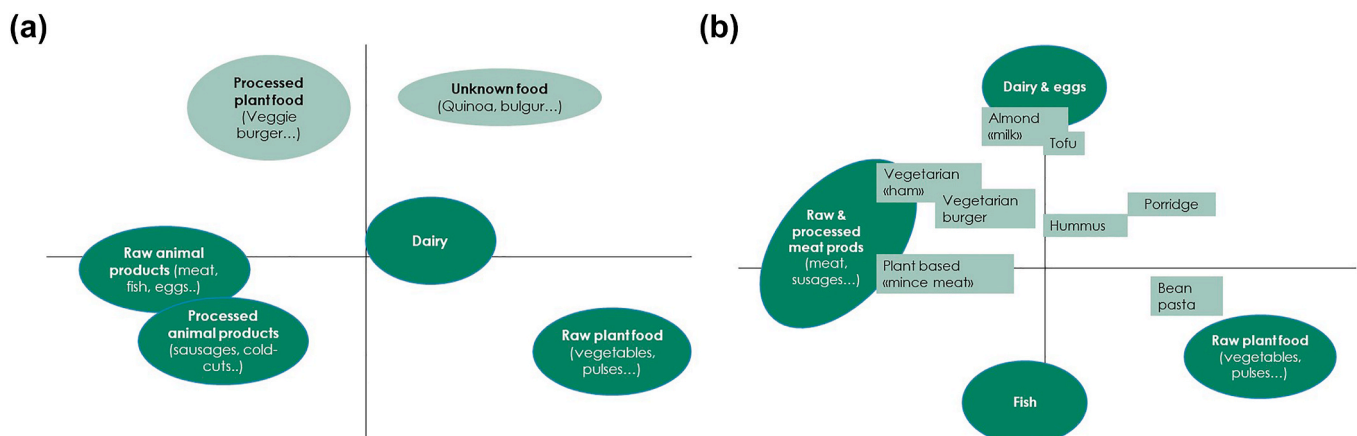 (a)
Processed
plant food
(Veggie
burger...)
Unknown food
(Quinoa, bulgur...)
Dairy
Raw animal
products (meat,
fish, eggs..)
Processed
animal products
(sausages, cold-
cuts..)
Raw plant food
(vegetables,
pulses...)
(b)
Dairy & eggs
Almond
«milk»
Tofu
Vegetarian
«ham»
Vegetarian
burger
Porridge
Hummus
Raw &
processed
meat prods
(meat,
susages...)
Plant based
«mince meat»
Bean
pasta
Raw plant food
(vegetables,
pulses...)
Fish